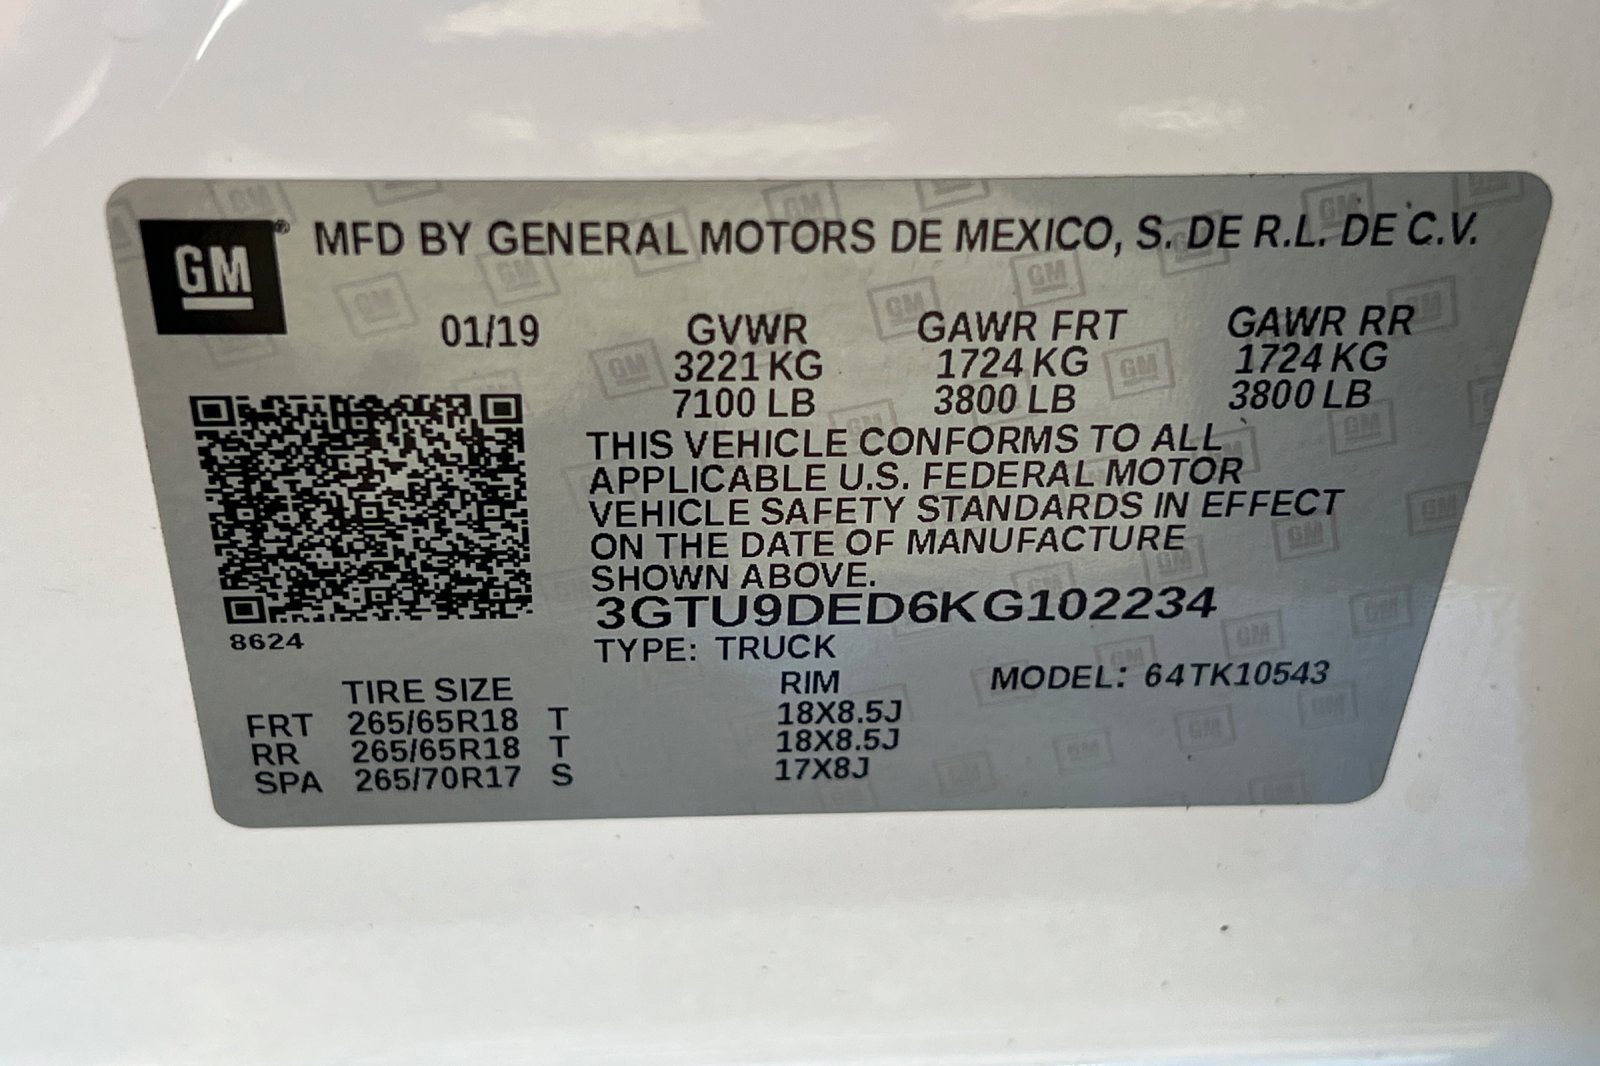 GM® MFD BY GENERAL MOTORS DE MEXICO, S. DE R.L. DE C.V.
01/19 GVWR GAWR FRT GAWR RR
3221 KG 1724 KG 1724 KG
7100 LB 3800 LB 3800 LB
THIS VEHICLE CONFORMS TO ALL
APPLICABLE U.S. FEDERAL MOTOR
VEHICLE SAFETY STANDARDS IN EFFECT
ON THE DATE OF MANUFACTURE
SHOWN ABOVE.
3GTU9DED6KG102234
8624
TYPE: TRUCK
TIRE SIZE RIM MODEL: 64TK10543
FRT 265/65R18 T 18X8.5J
RR 265/65R18 T 18X8.5J
SPA 265/70R17 S 17X8J